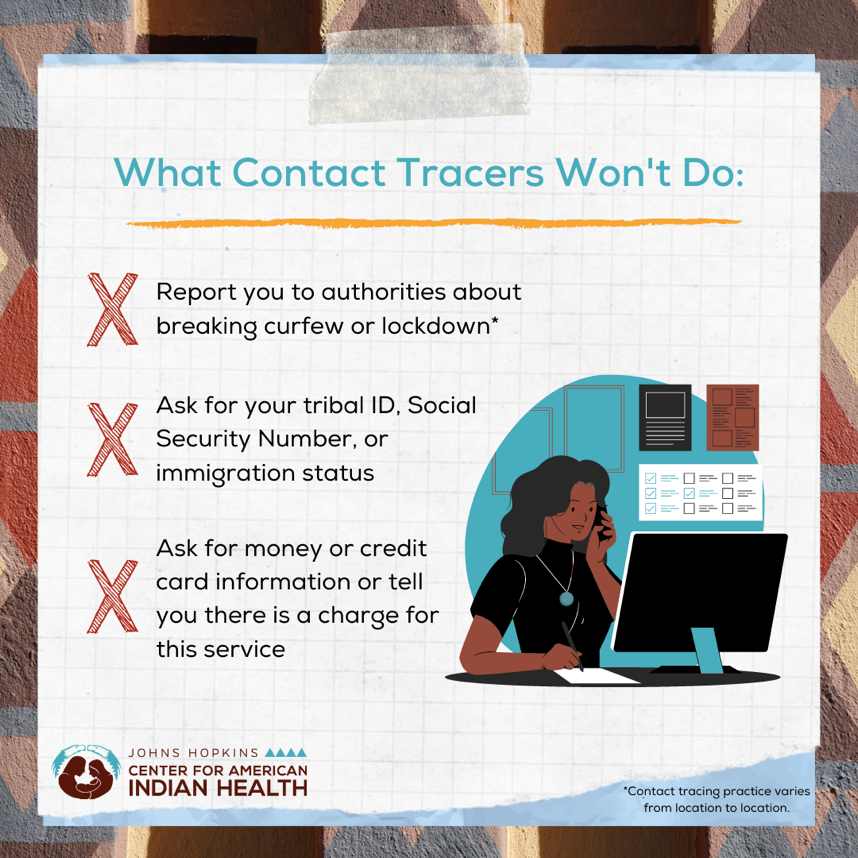 What Contact Tracers Won't Do:
X Report you to authorities about
breaking curfew or lockdown*
X Ask for your tribal ID, Social
Security Number, or
immigration status
X Ask for money or credit
card information or tell
you there is a charge for
this service
JOHNS HOPKINS
CENTER FOR AMERICAN
INDIAN HEALTH
*Contact tracing practice varies
from location to location.